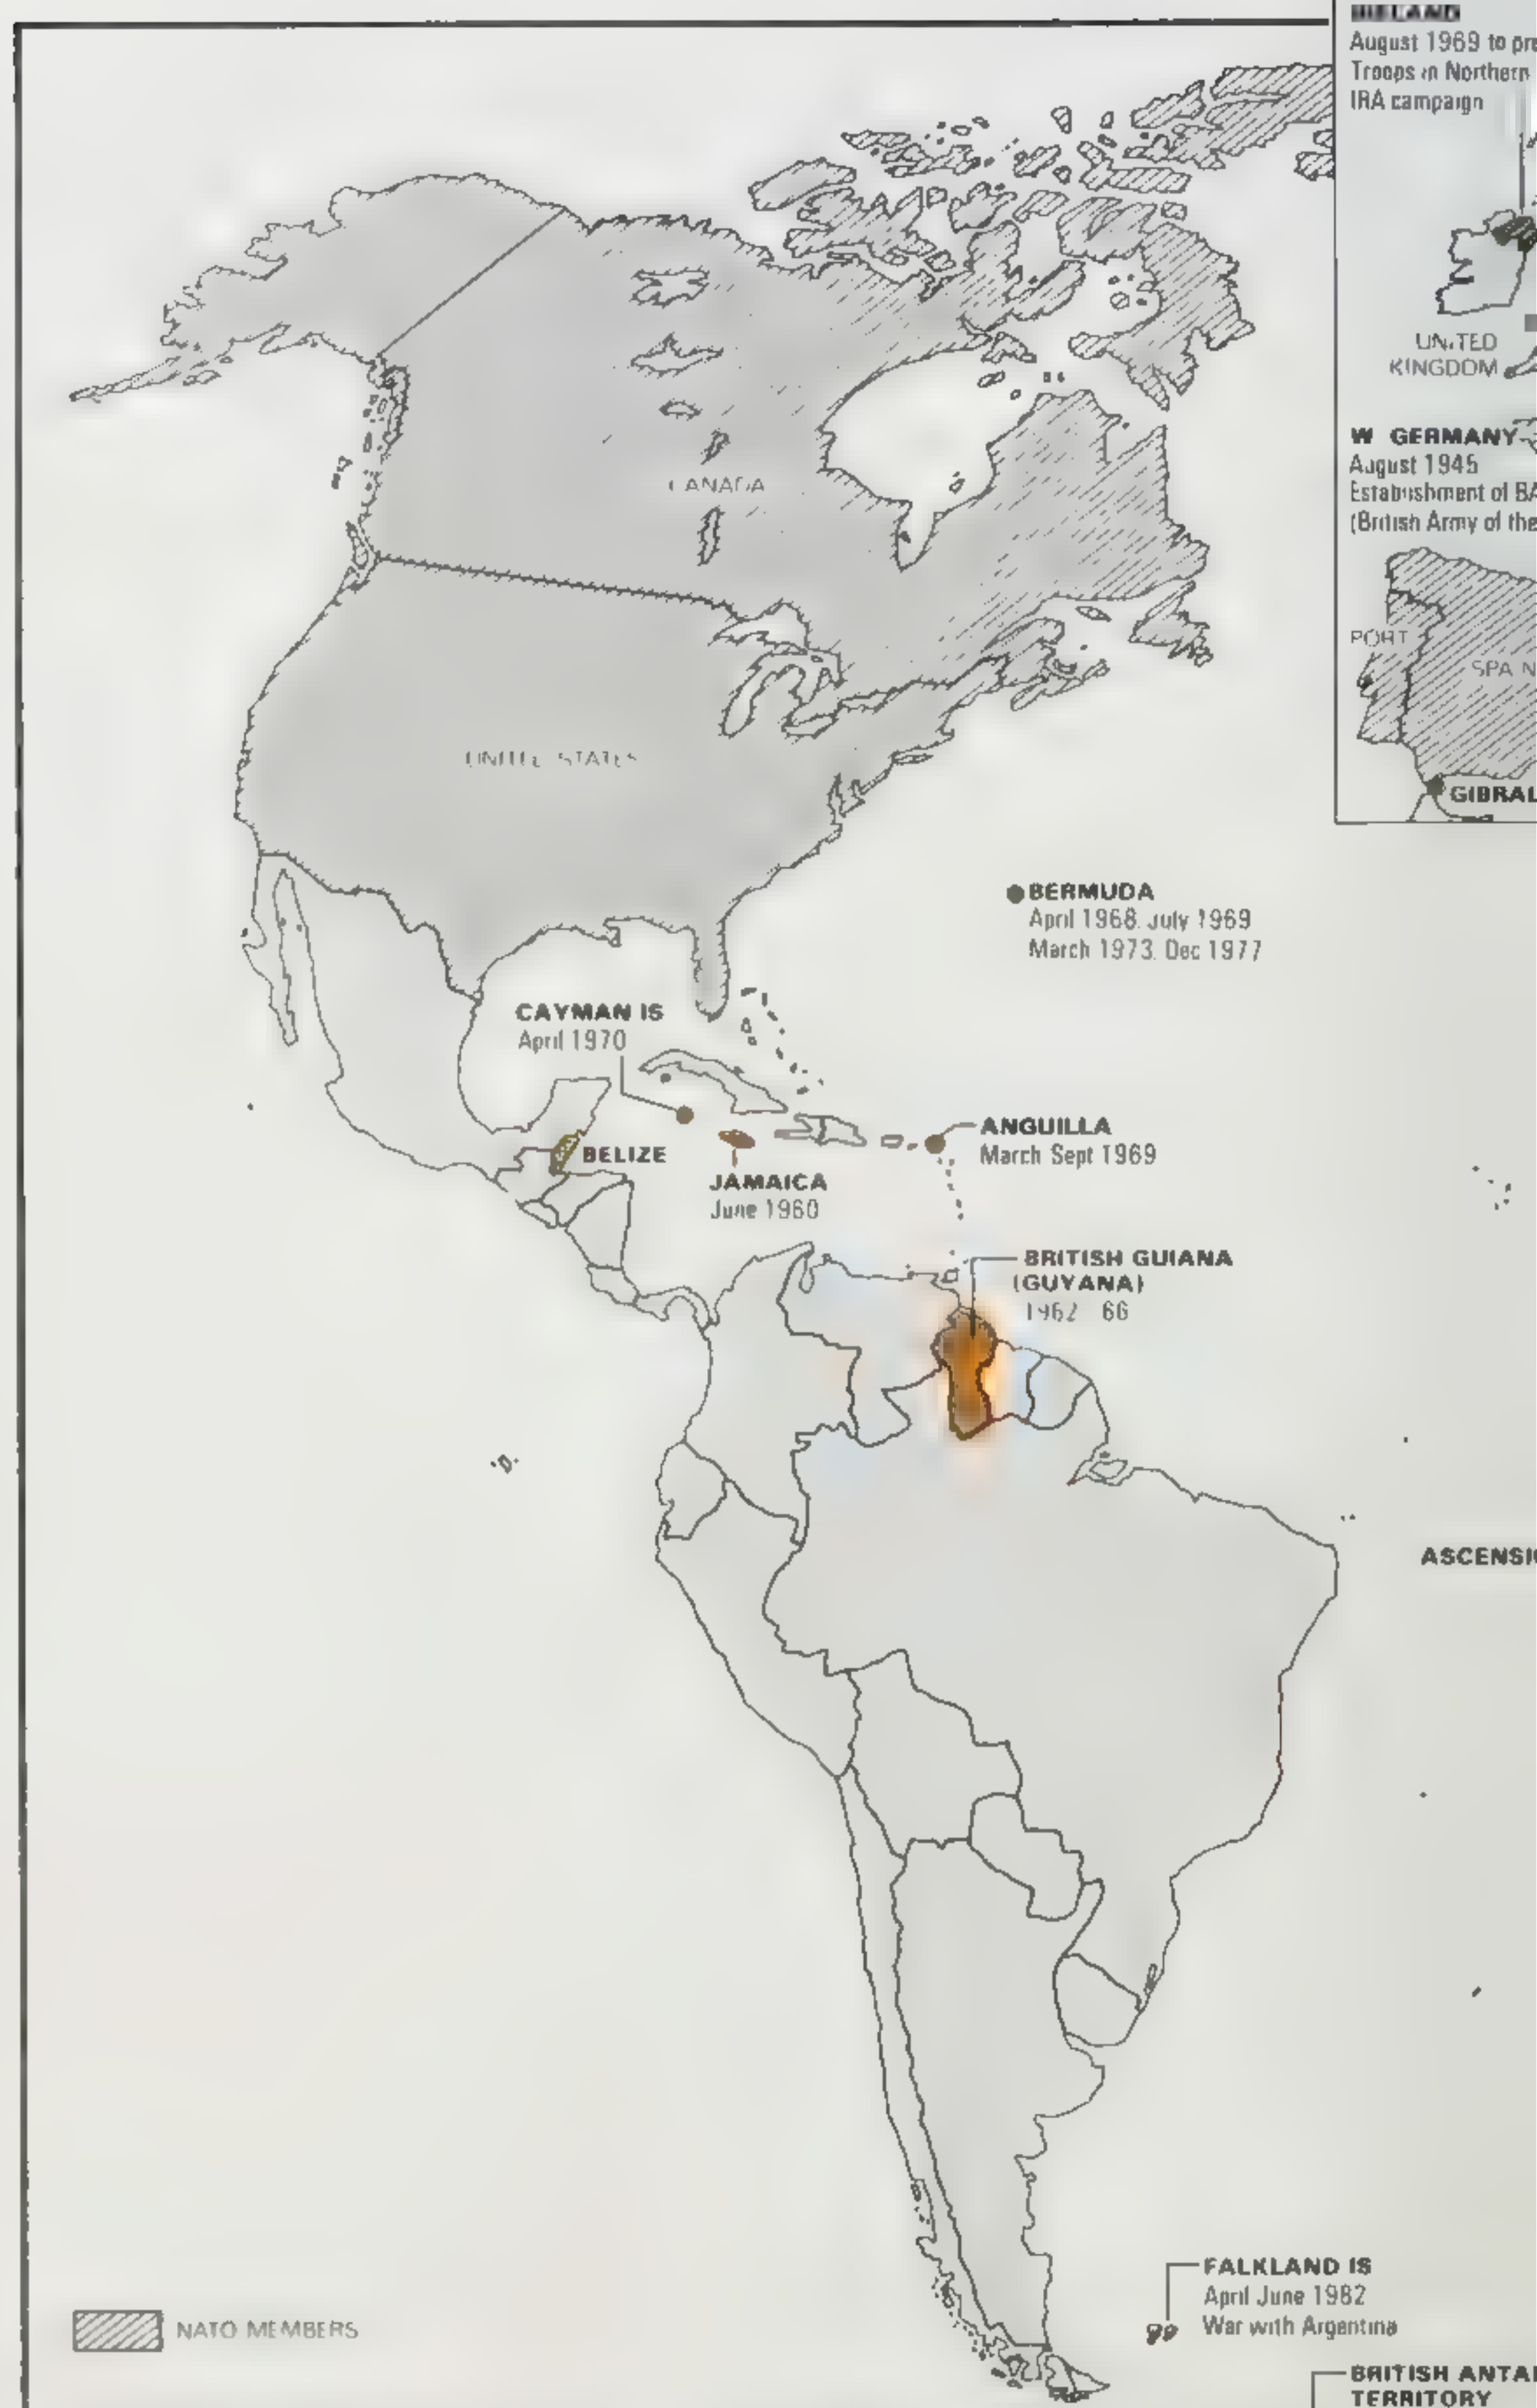 August 1969 to pre
Troops in Northern
IRA campaign
UNITED
KINGDOM
W GERMANY
August 1945
Establishment of BA
(British Army of the
PORT
SPAIN
GIBRAL
CANADA
UNITED STATES
BERMUDA
April 1968. July 1969
March 1973. Dec 1977
CAYMAN IS
April 1970
BELIZE
JAMAICA
June 1960
ANGUILLA
March Sept 1969
BRITISH GUIANA
(GUYANA)
1962 66
ASCENSI
FALKLAND IS
April June 1982
War with Argentina
NATO MEMBERS
BRITISH ANTA
TERRITORY